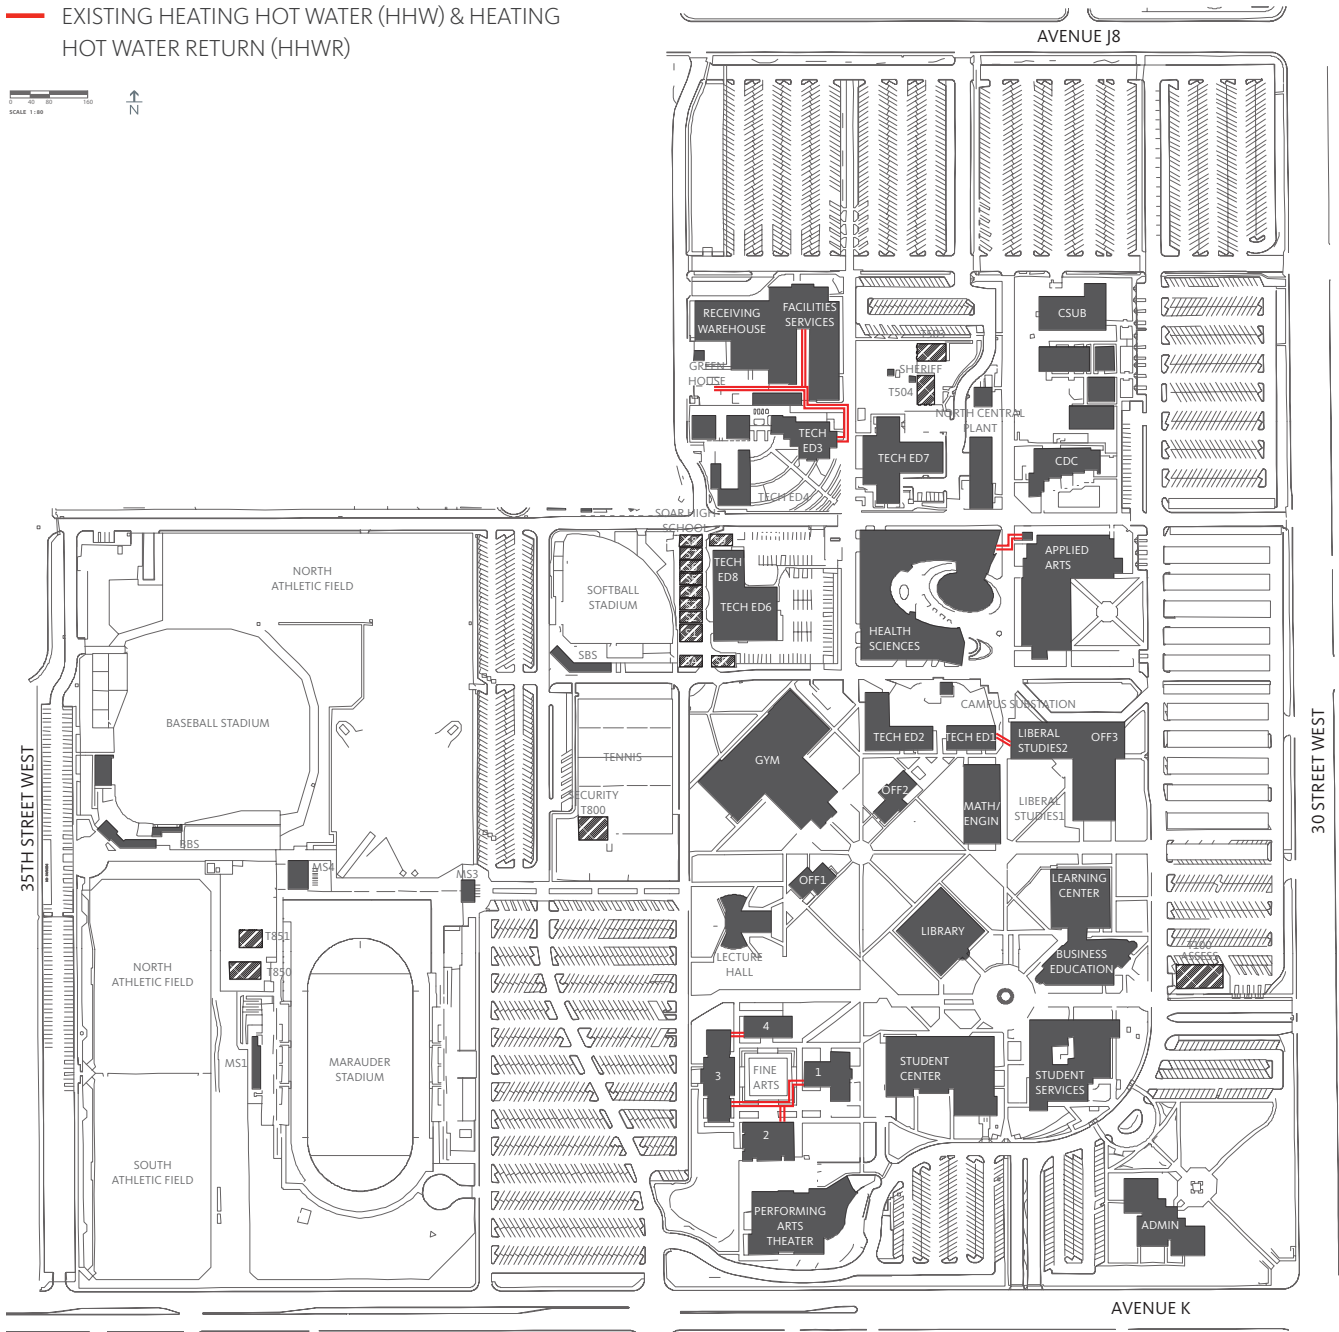 EXISTING HEATING HOT WATER (HHW) & HEATING
HOT WATER RETURN (HHWR)
0 40 80 160
SCALE 1:80
N
AVENUE J8
RECEIVING
WAREHOUSE
FACILITIES
SERVICES
CSUB
GREEN
HOUSE
SHERIFF
T504
NORTH CENTRAL
PLANT
TECH
ED3
TECH ED7
CDC
TECH ED4
SOAR HIGH
SCHOOL
NORTH
ATHLETIC FIELD
SOFTBALL
STADIUM
TECH
ED8
TECH ED6
APPLIED
ARTS
HEALTH
SCIENCES
SBS
CAMPUS SUBSTATION
BASEBALL STADIUM
TECH ED2
TECH ED1
LIBERAL
STUDIES2
OFF3
GYM
TENNIS
OFF2
SECURITY
T800
MATH/
ENGIN
LIBERAL
STUDIES1
35TH STREET WEST
30 STREET WEST
BBS
MS4
MS3
OFF1
LEARNING
CENTER
LIBRARY
T851
T850
LECTURE
HALL
BUSINESS
EDUCATION
T100
ASSESS
NORTH
ATHLETIC FIELD
4
MS1
MARAUDER
STADIUM
3
FINE
ARTS
1
STUDENT
CENTER
STUDENT
SERVICES
2
SOUTH
ATHLETIC FIELD
PERFORMING
ARTS
THEATER
ADMIN
AVENUE K